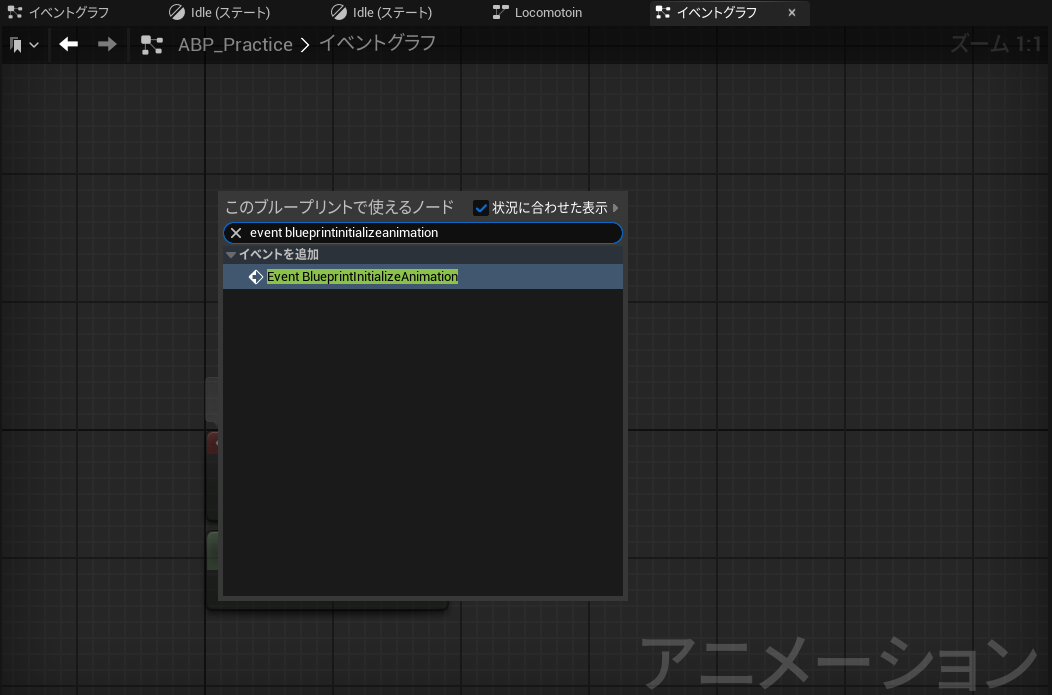 イベントグラフ Idle (ステート) Idle (ステート) Locomotoin イベントグラフ
ABP_Practice イベントグラフ ズーム 1:1
このブループリントで使えるノード 状況に合わせた表示
event blueprintinitializeanimation
イベントを追加
Event BlueprintInitializeAnimation
アニメーション